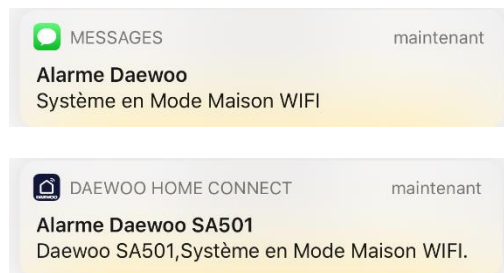 MESSAGES maintenant
Alarme Daewoo
Système en Mode Maison WIFI
DAEWOO HOME CONNECT maintenant
Alarme Daewoo SA501
Daewoo SA501,Système en Mode Maison WIFI.